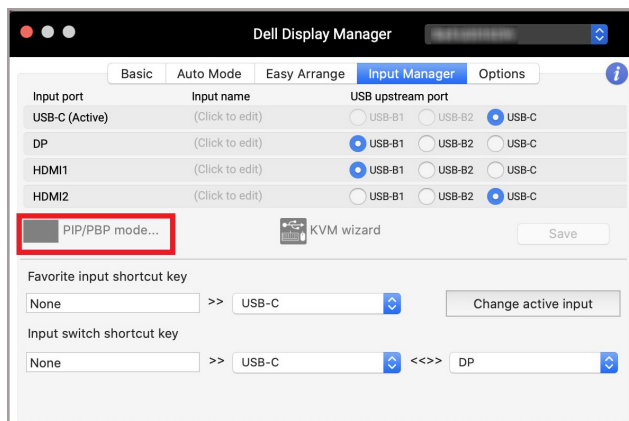 Dell Display Manager
Basic Auto Mode Easy Arrange Input Manager Options i
Input port Input name USB upstream port
USB-C (Active) (Click to edit) USB-B1 USB-B2 USB-C
DP (Click to edit) USB-B1 USB-B2 USB-C
HDMI1 (Click to edit) USB-B1 USB-B2 USB-C
HDMI2 (Click to edit) USB-B1 USB-B2 USB-C
PIP/PBP mode... KVM wizard Save
Favorite input shortcut key
None >> USB-C Change active input
Input switch shortcut key
None >> USB-C <<>> DP